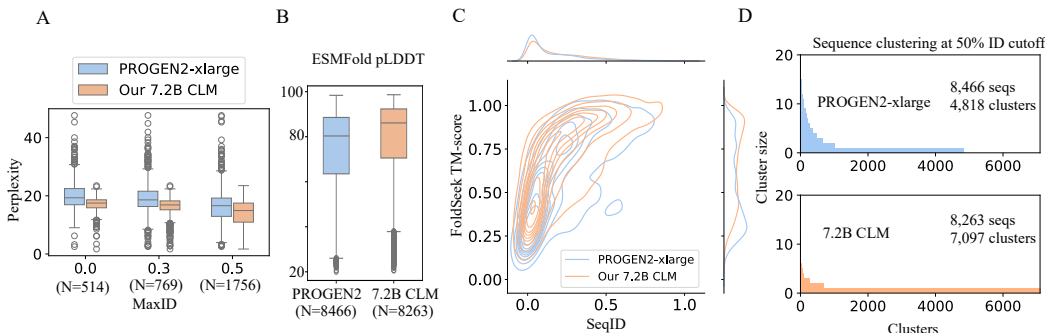 A
PROGEN2-xlarge
Our 7.2B CLM
Perplexity
40
20
0
0.0
0.3
0.5
(N=514)
(N=769)
(N=1756)
MaxID
B
ESMFold pLDDT
100
80
20
PROGEN2
7.2B CLM
(N=8466)
(N=8263)
C
FoldSeek TM-score
1.00
0.75
0.50
0.25
0.00
PROGEN2-xlarge
Our 7.2B CLM
0.0
0.5
1.0
SeqID
D
Sequence clustering at 50% ID cutoff
Cluster size
20
10
0
PROGEN2-xlarge
8,466 seqs
4,818 clusters
0
2000
4000
6000
20
10
0
7.2B CLM
8,263 seqs
7,097 clusters
0
2000
4000
6000
Clusters